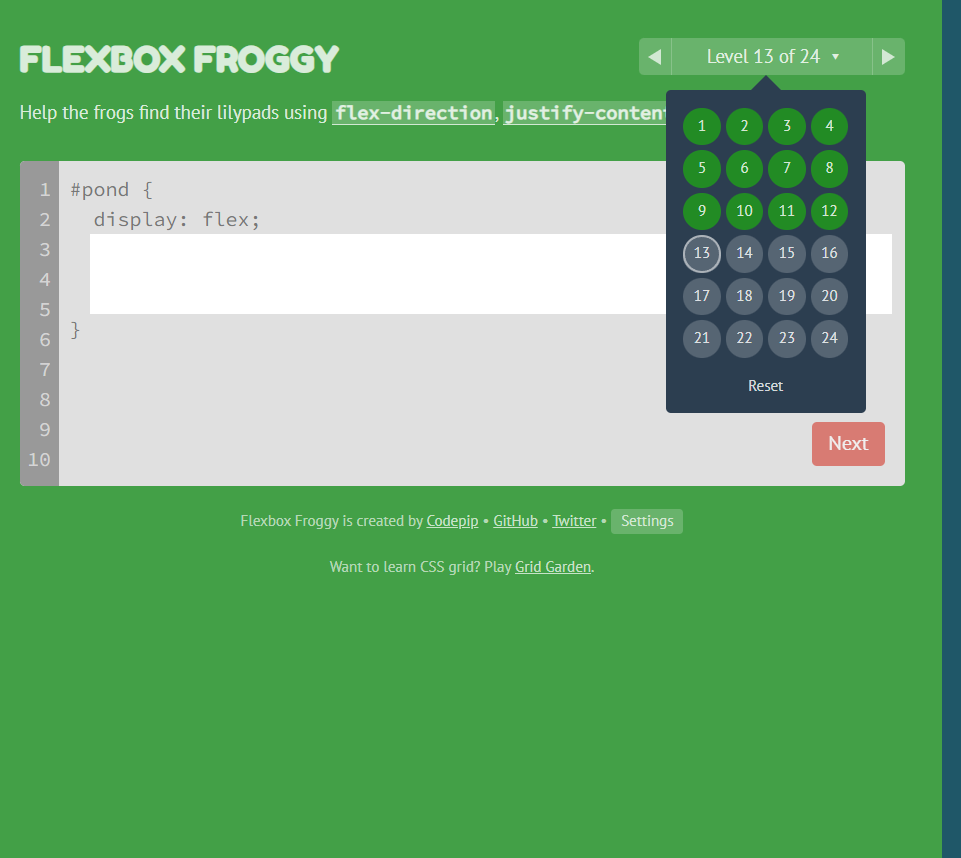 FLEXBOX FROGGY
Level 13 of 24
Help the frogs find their lilypads using flex-direction, justify-content
1 2 3 4
5 6 7 8
9 10 11 12
13 14 15 16
17 18 19 20
21 22 23 24
Reset
1 #pond {
2 display: flex;
3
4
5
6 }
7
8
9
10
Next
Flexbox Froggy is created by Codepip • GitHub • Twitter • Settings
Want to learn CSS grid? Play Grid Garden.